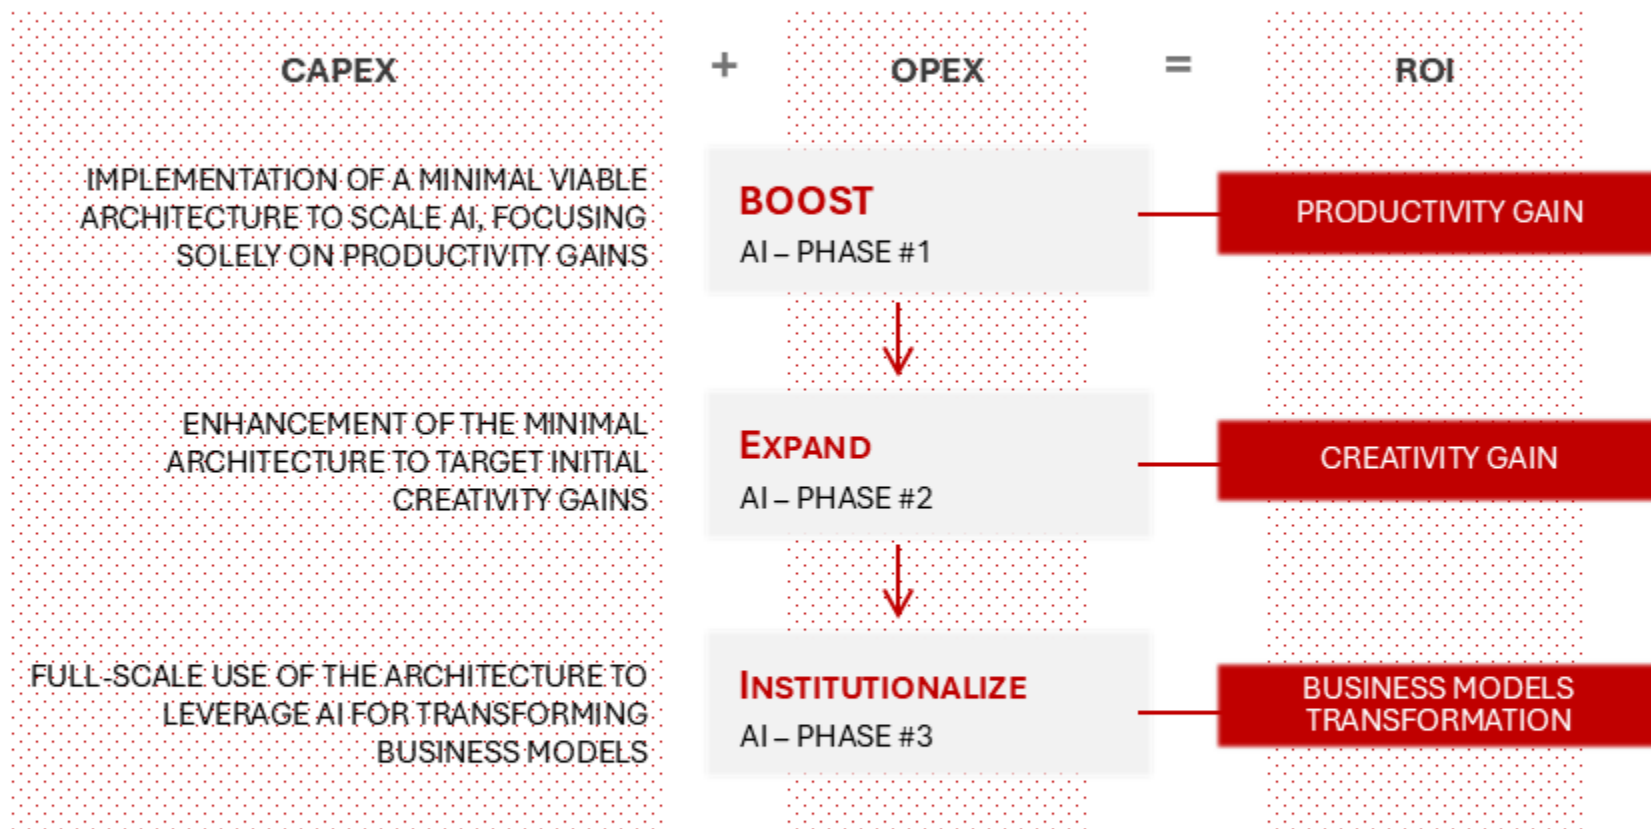 CAPEX + OPEX = ROI
IMPLEMENTATION OF A MINIMAL VIABLE
ARCHITECTURE TO SCALE AI, FOCUSING
SOLELY ON PRODUCTIVITY GAINS
BOOST
AI – PHASE #1
PRODUCTIVITY GAIN
ENHANCEMENT OF THE MINIMAL
ARCHITECTURE TO TARGET INITIAL
CREATIVITY GAINS
EXPAND
AI – PHASE #2
CREATIVITY GAIN
FULL-SCALE USE OF THE ARCHITECTURE TO
LEVERAGE AI FOR TRANSFORMING
BUSINESS MODELS
INSTITUTIONALIZE
AI – PHASE #3
BUSINESS MODELS
TRANSFORMATION